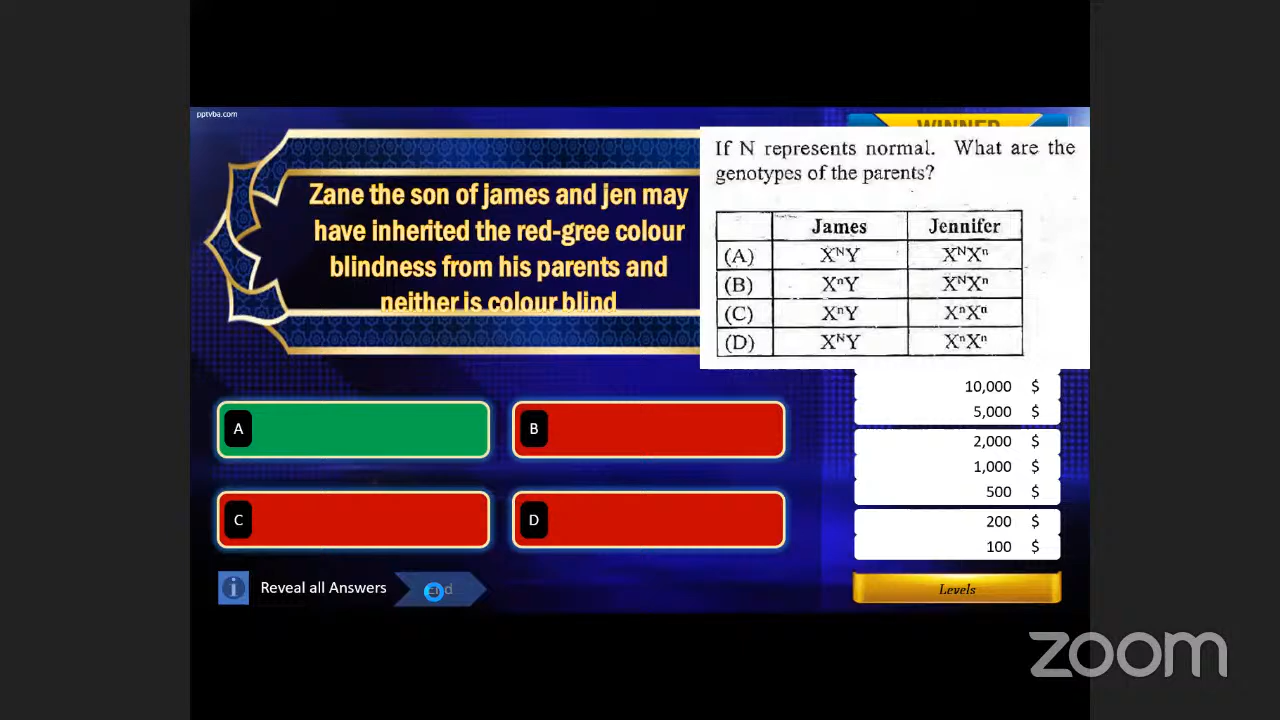 pptvba.com
WINNER
Zane the son of james and jen may
have inherited the red-gree colour
blindness from his parents and
neither is colour blind
If N represents normal. What are the
genotypes of the parents?
James Jennifer
(A) XᴺY XᴺXⁿ
(B) XⁿY XᴺXⁿ
(C) XⁿY XⁿXⁿ
(D) XᴺY XⁿXⁿ
10,000 $
5,000 $
2,000 $
1,000 $
500 $
200 $
100 $
A
B
C
D
Reveal all Answers
End
Levels
zoom